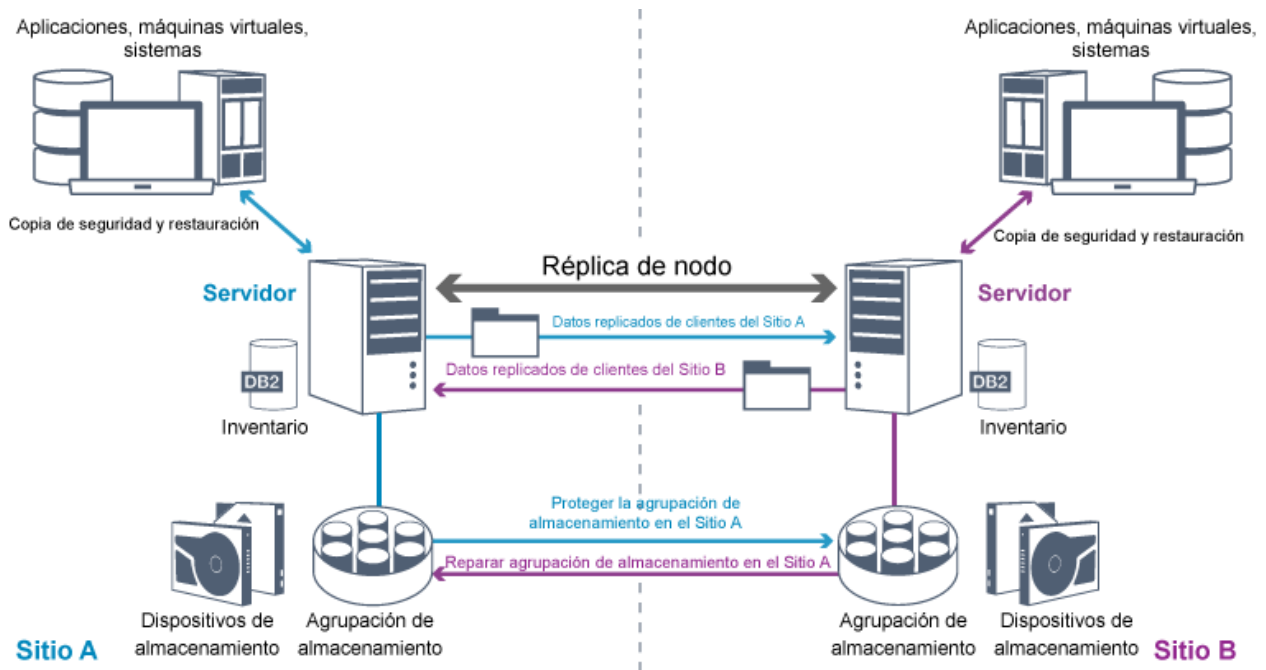 Aplicaciones, máquinas virtuales,
sistemas
Aplicaciones, máquinas virtuales,
sistemas
Copia de seguridad y restauración
Copia de seguridad y restauración
Réplica de nodo
Servidor
Servidor
Datos replicados de clientes del Sitio A
Datos replicados de clientes del Sitio B
DB2
DB2
Inventario
Inventario
Proteger la agrupación de
almacenamiento en el Sitio A
Reparar agrupación de almacenamiento en el Sitio A
Dispositivos de
almacenamiento
Agrupación de
almacenamiento
Agrupación de
almacenamiento
Dispositivos de
almacenamiento
Sitio A
Sitio B